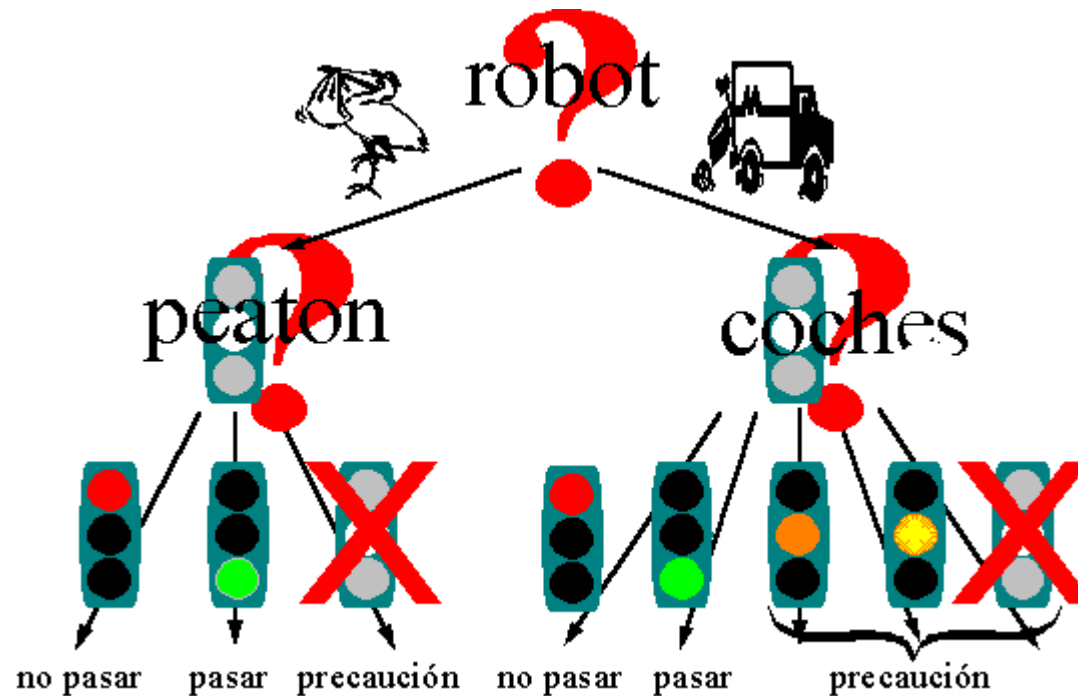 robot
peaton
coches
no pasar pasar precaución no pasar pasar precaución